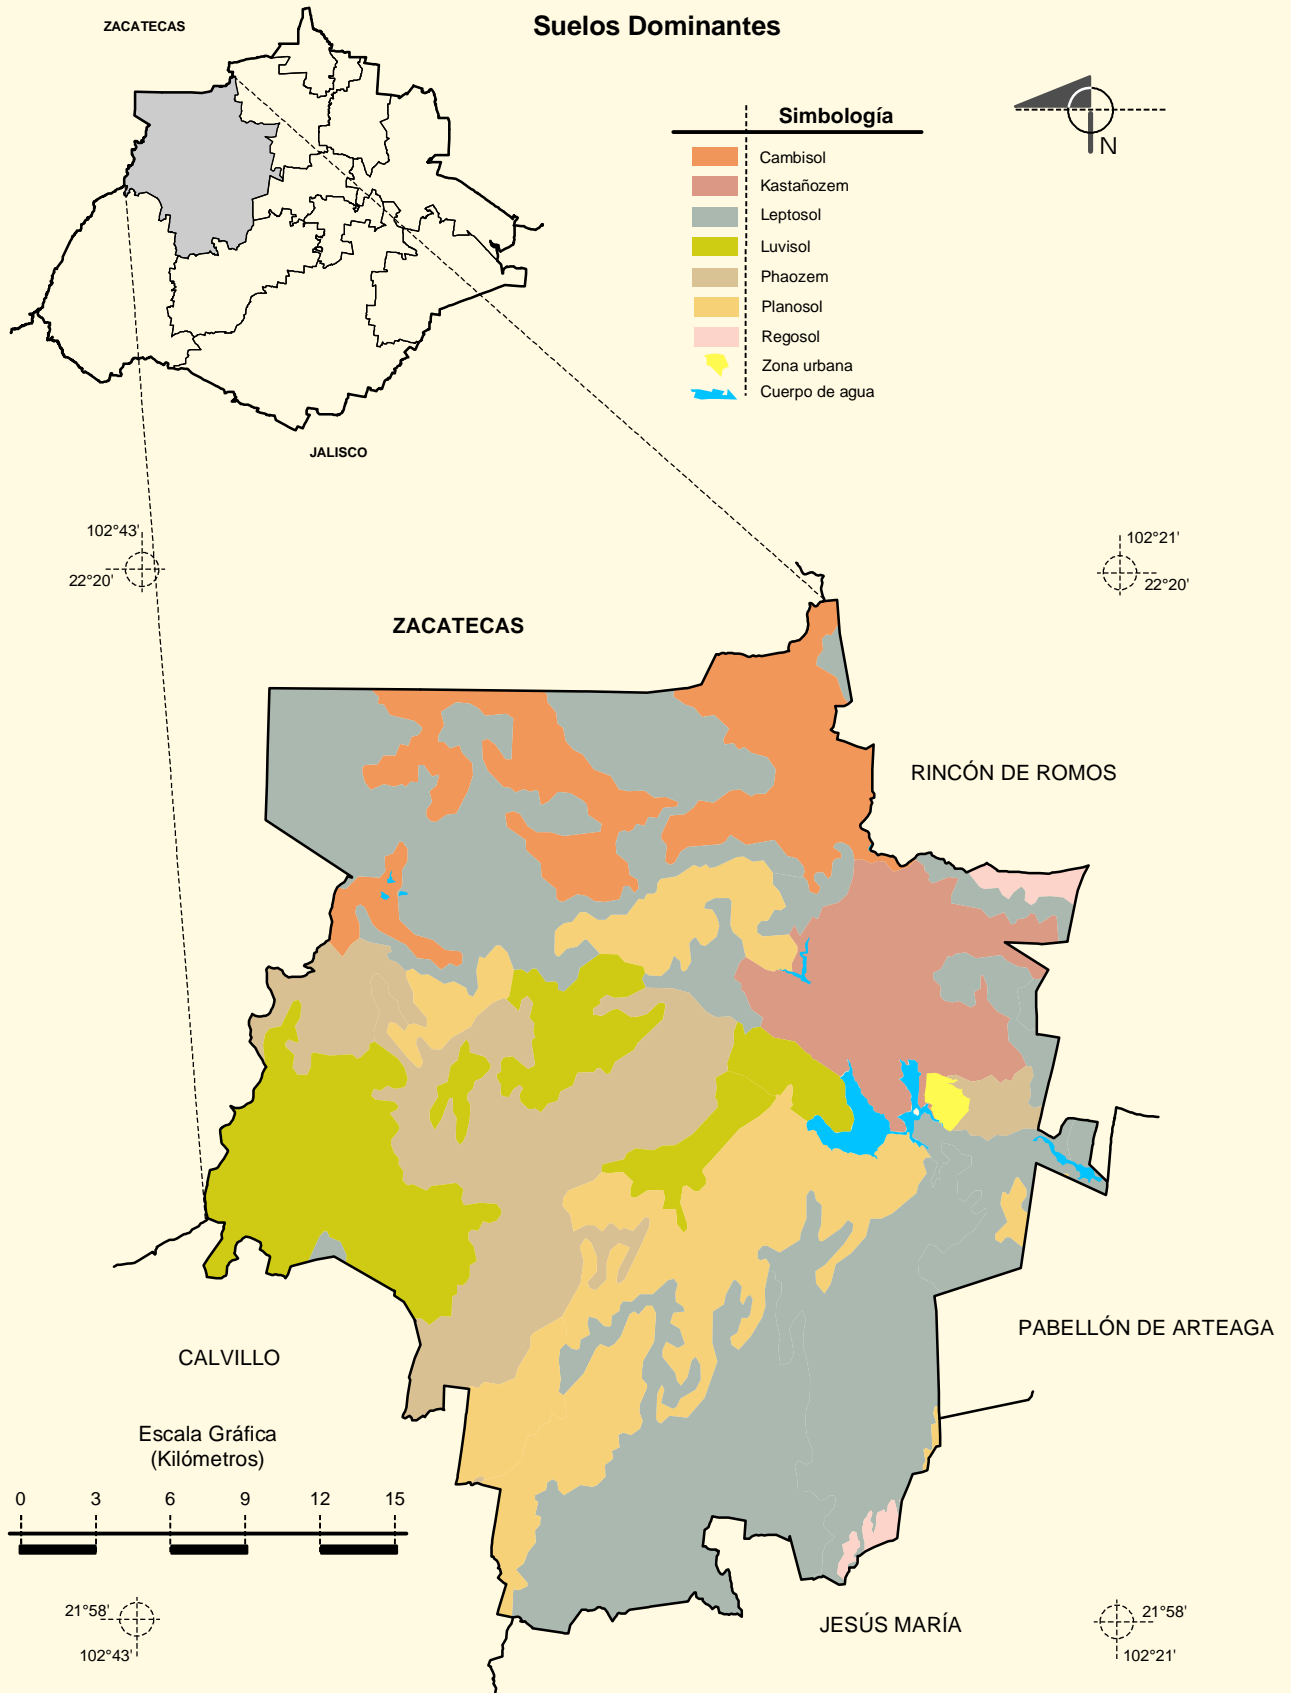 Suelos Dominantes
ZACATECAS
JALISCO
Simbología
Cambisol
Kastañozem
Leptosol
Luvisol
Phaozem
Planosol
Regosol
Zona urbana
Cuerpo de agua
N
102°43'
22°20'
102°21'
22°20'
ZACATECAS
RINCÓN DE ROMOS
PABELLÓN DE ARTEAGA
CALVILLO
Escala Gráfica
(Kilómetros)
0 3 6 9 12 15
JESÚS MARÍA
21°58'
102°43'
21°58'
102°21'